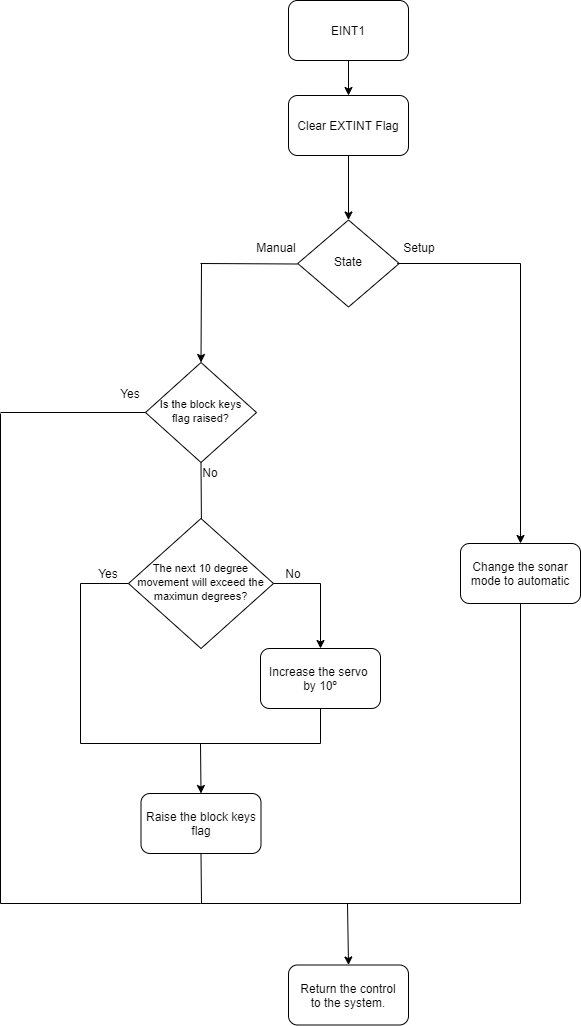 EINT1
Clear EXTINT Flag
Manual
State
Setup
Yes
Is the block keys
flag raised?
No
Yes
The next 10 degree
movement will exceed the
maximun degrees?
No
Change the sonar
mode to automatic
Increase the servo
by 10º
Raise the block keys
flag
Return the control
to the system.